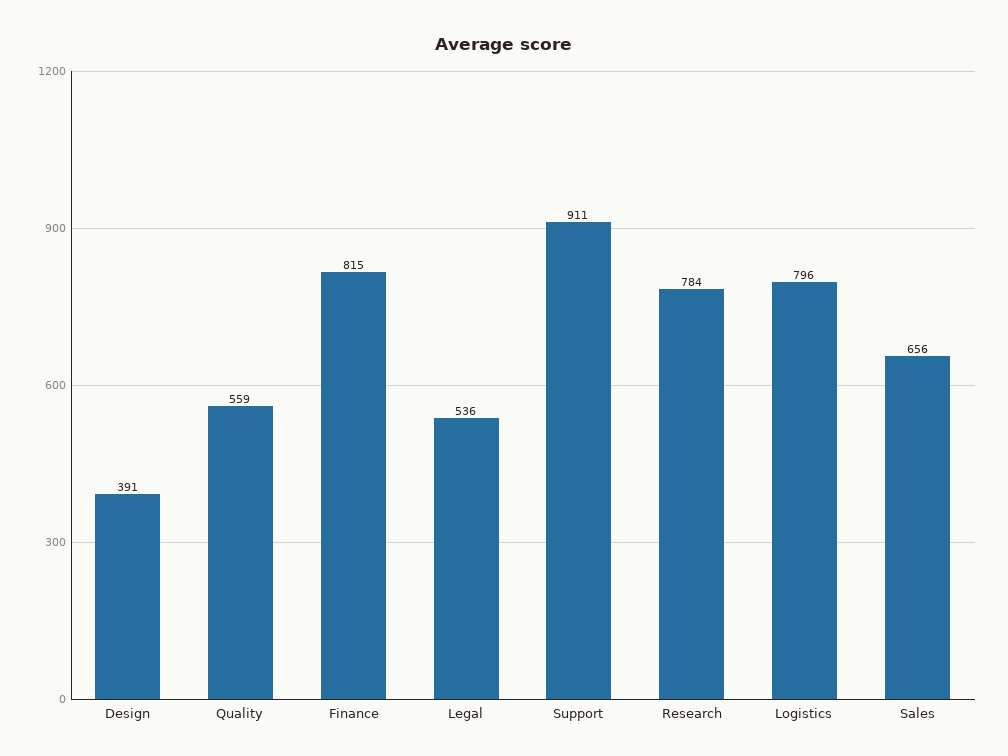 Average score
1200
900
600
300
0
391
559
815
536
911
784
796
656
Design
Quality
Finance
Legal
Support
Research
Logistics
Sales